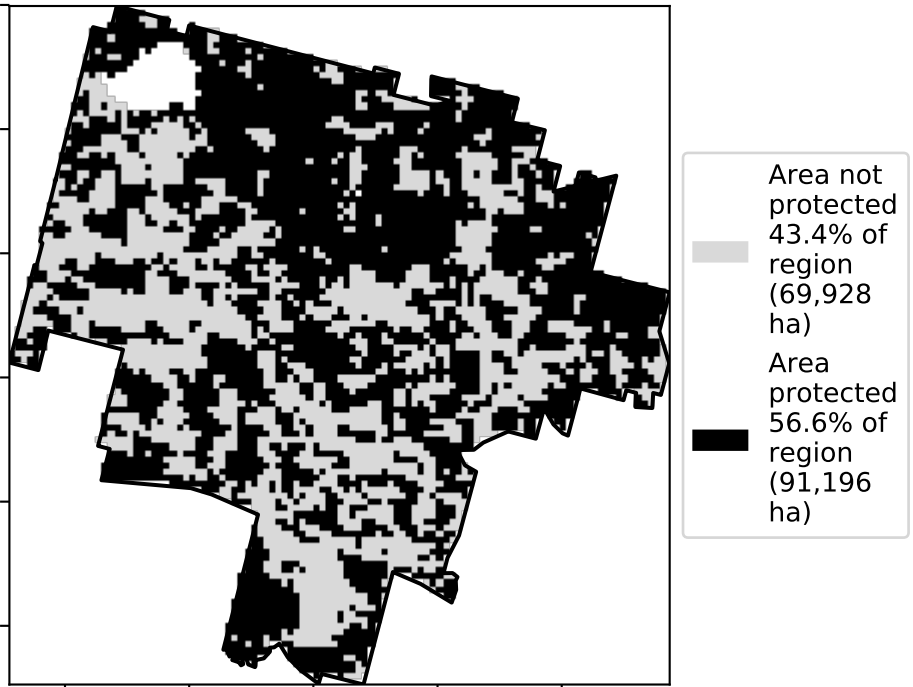 Area not
protected
43.4% of
region
(69,928
ha)
Area
protected
56.6% of
region
(91,196
ha)